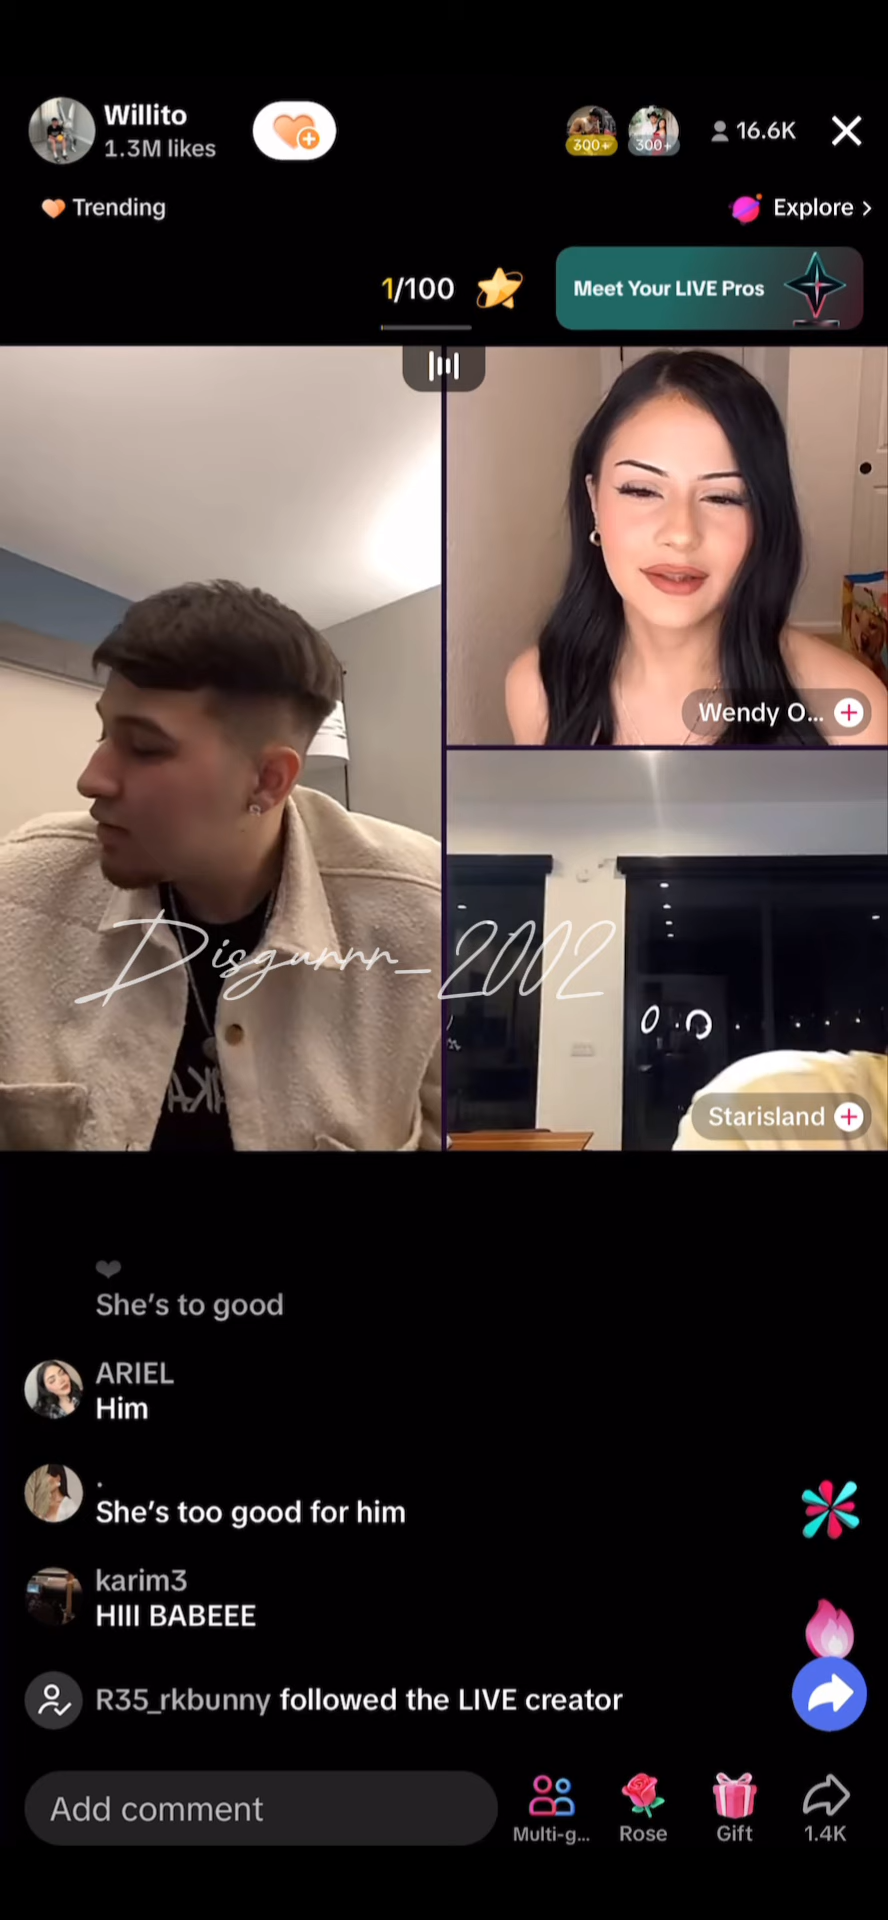 Willito
1.3M likes
300+
300+
16.6K
Trending
Explore >
1/100
Meet Your LIVE Pros
Wendy O...
Disgunnn_2002
Starisland
❤
She's to good
ARIEL
Him
.
She's too good for him
karim3
HIII BABEEE
R35_rkbunny followed the LIVE creator
Add comment
Multi-g...
Rose
Gift
1.4K